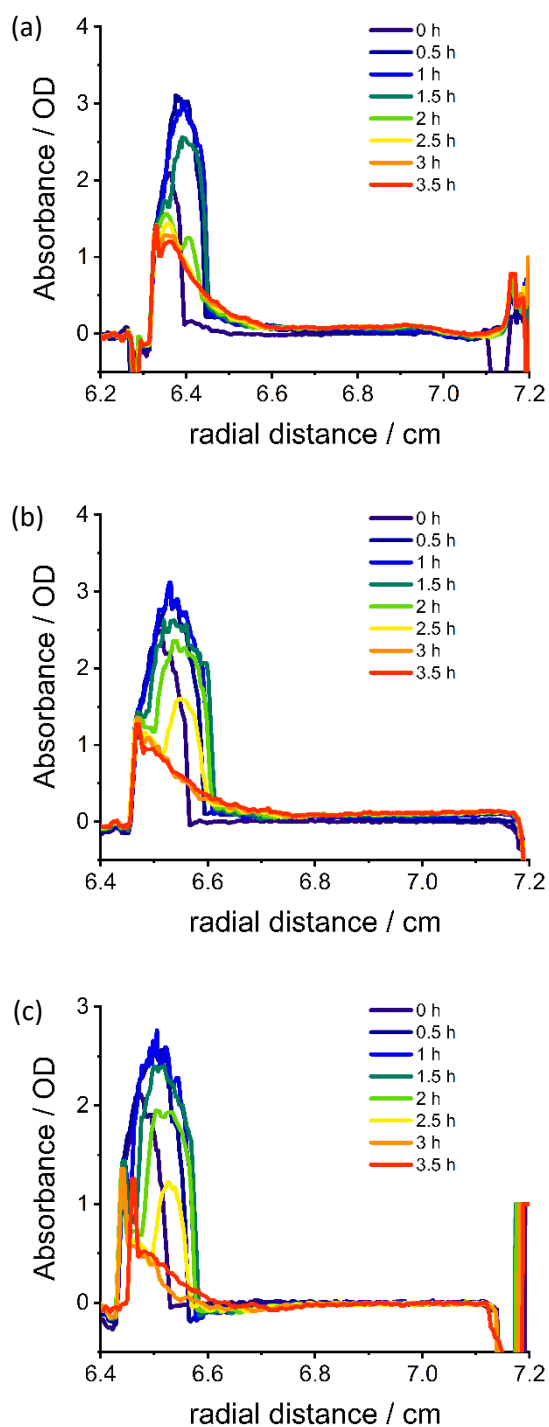 (a)
4
3
2
1
0
Absorbance / OD
0 h
0.5 h
1 h
1.5 h
2 h
2.5 h
3 h
3.5 h
6.2 6.4 6.6 6.8 7.0 7.2
radial distance / cm
(b)
4
3
2
1
0
Absorbance / OD
0 h
0.5 h
1 h
1.5 h
2 h
2.5 h
3 h
3.5 h
6.4 6.6 6.8 7.0 7.2
radial distance / cm
(c)
3
2
1
0
Absorbance / OD
0 h
0.5 h
1 h
1.5 h
2 h
2.5 h
3 h
3.5 h
6.4 6.6 6.8 7.0 7.2
radial distance / cm